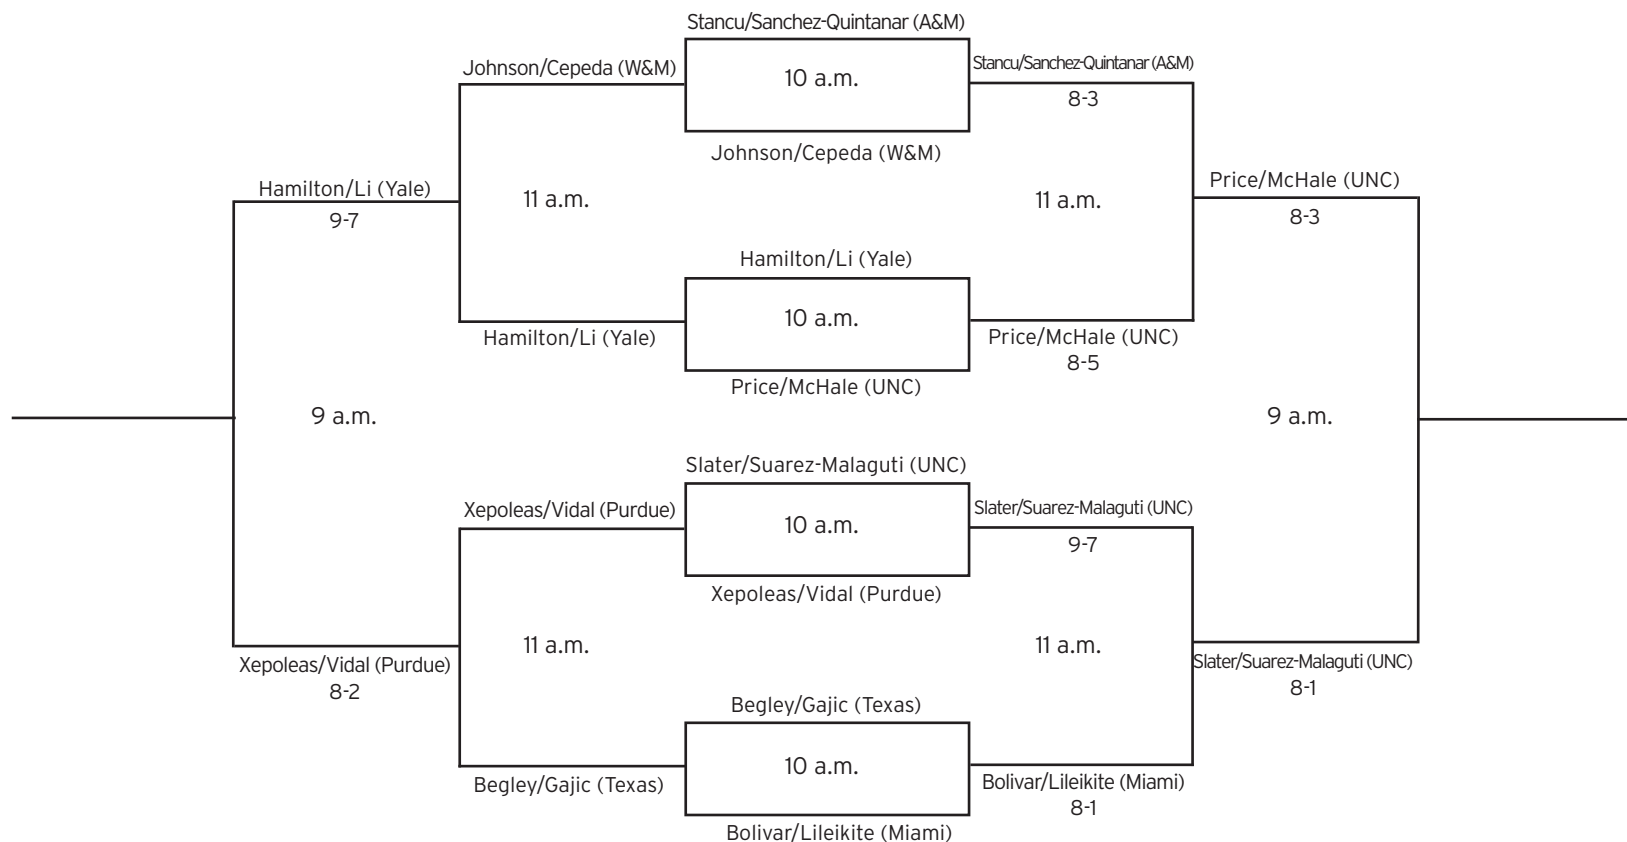 Stancu/Sanchez-Quintanar (A&M)
Johnson/Cepeda (W&M)
10 a.m.
Stancu/Sanchez-Quintanar (A&M)
8-3
Johnson/Cepeda (W&M)
Hamilton/Li (Yale)
9-7
11 a.m.
11 a.m.
Price/McHale (UNC)
8-3
Hamilton/Li (Yale)
10 a.m.
Hamilton/Li (Yale)
Price/McHale (UNC)
8-5
Price/McHale (UNC)
9 a.m.
9 a.m.
Slater/Suarez-Malaguti (UNC)
Xepoleas/Vidal (Purdue)
10 a.m.
Slater/Suarez-Malaguti (UNC)
9-7
Xepoleas/Vidal (Purdue)
11 a.m.
11 a.m.
Xepoleas/Vidal (Purdue)
8-2
Slater/Suarez-Malaguti (UNC)
8-1
Begley/Gajic (Texas)
10 a.m.
Begley/Gajic (Texas)
Bolivar/Lileikite (Miami)
8-1
Bolivar/Lileikite (Miami)